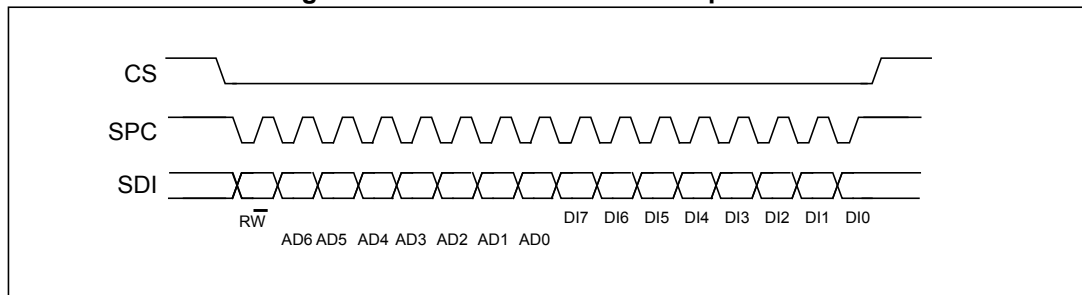 CS
SPC
SDI
RW̅
DI7 DI6 DI5 DI4 DI3 DI2 DI1 DI0
AD6 AD5 AD4 AD3 AD2 AD1 AD0